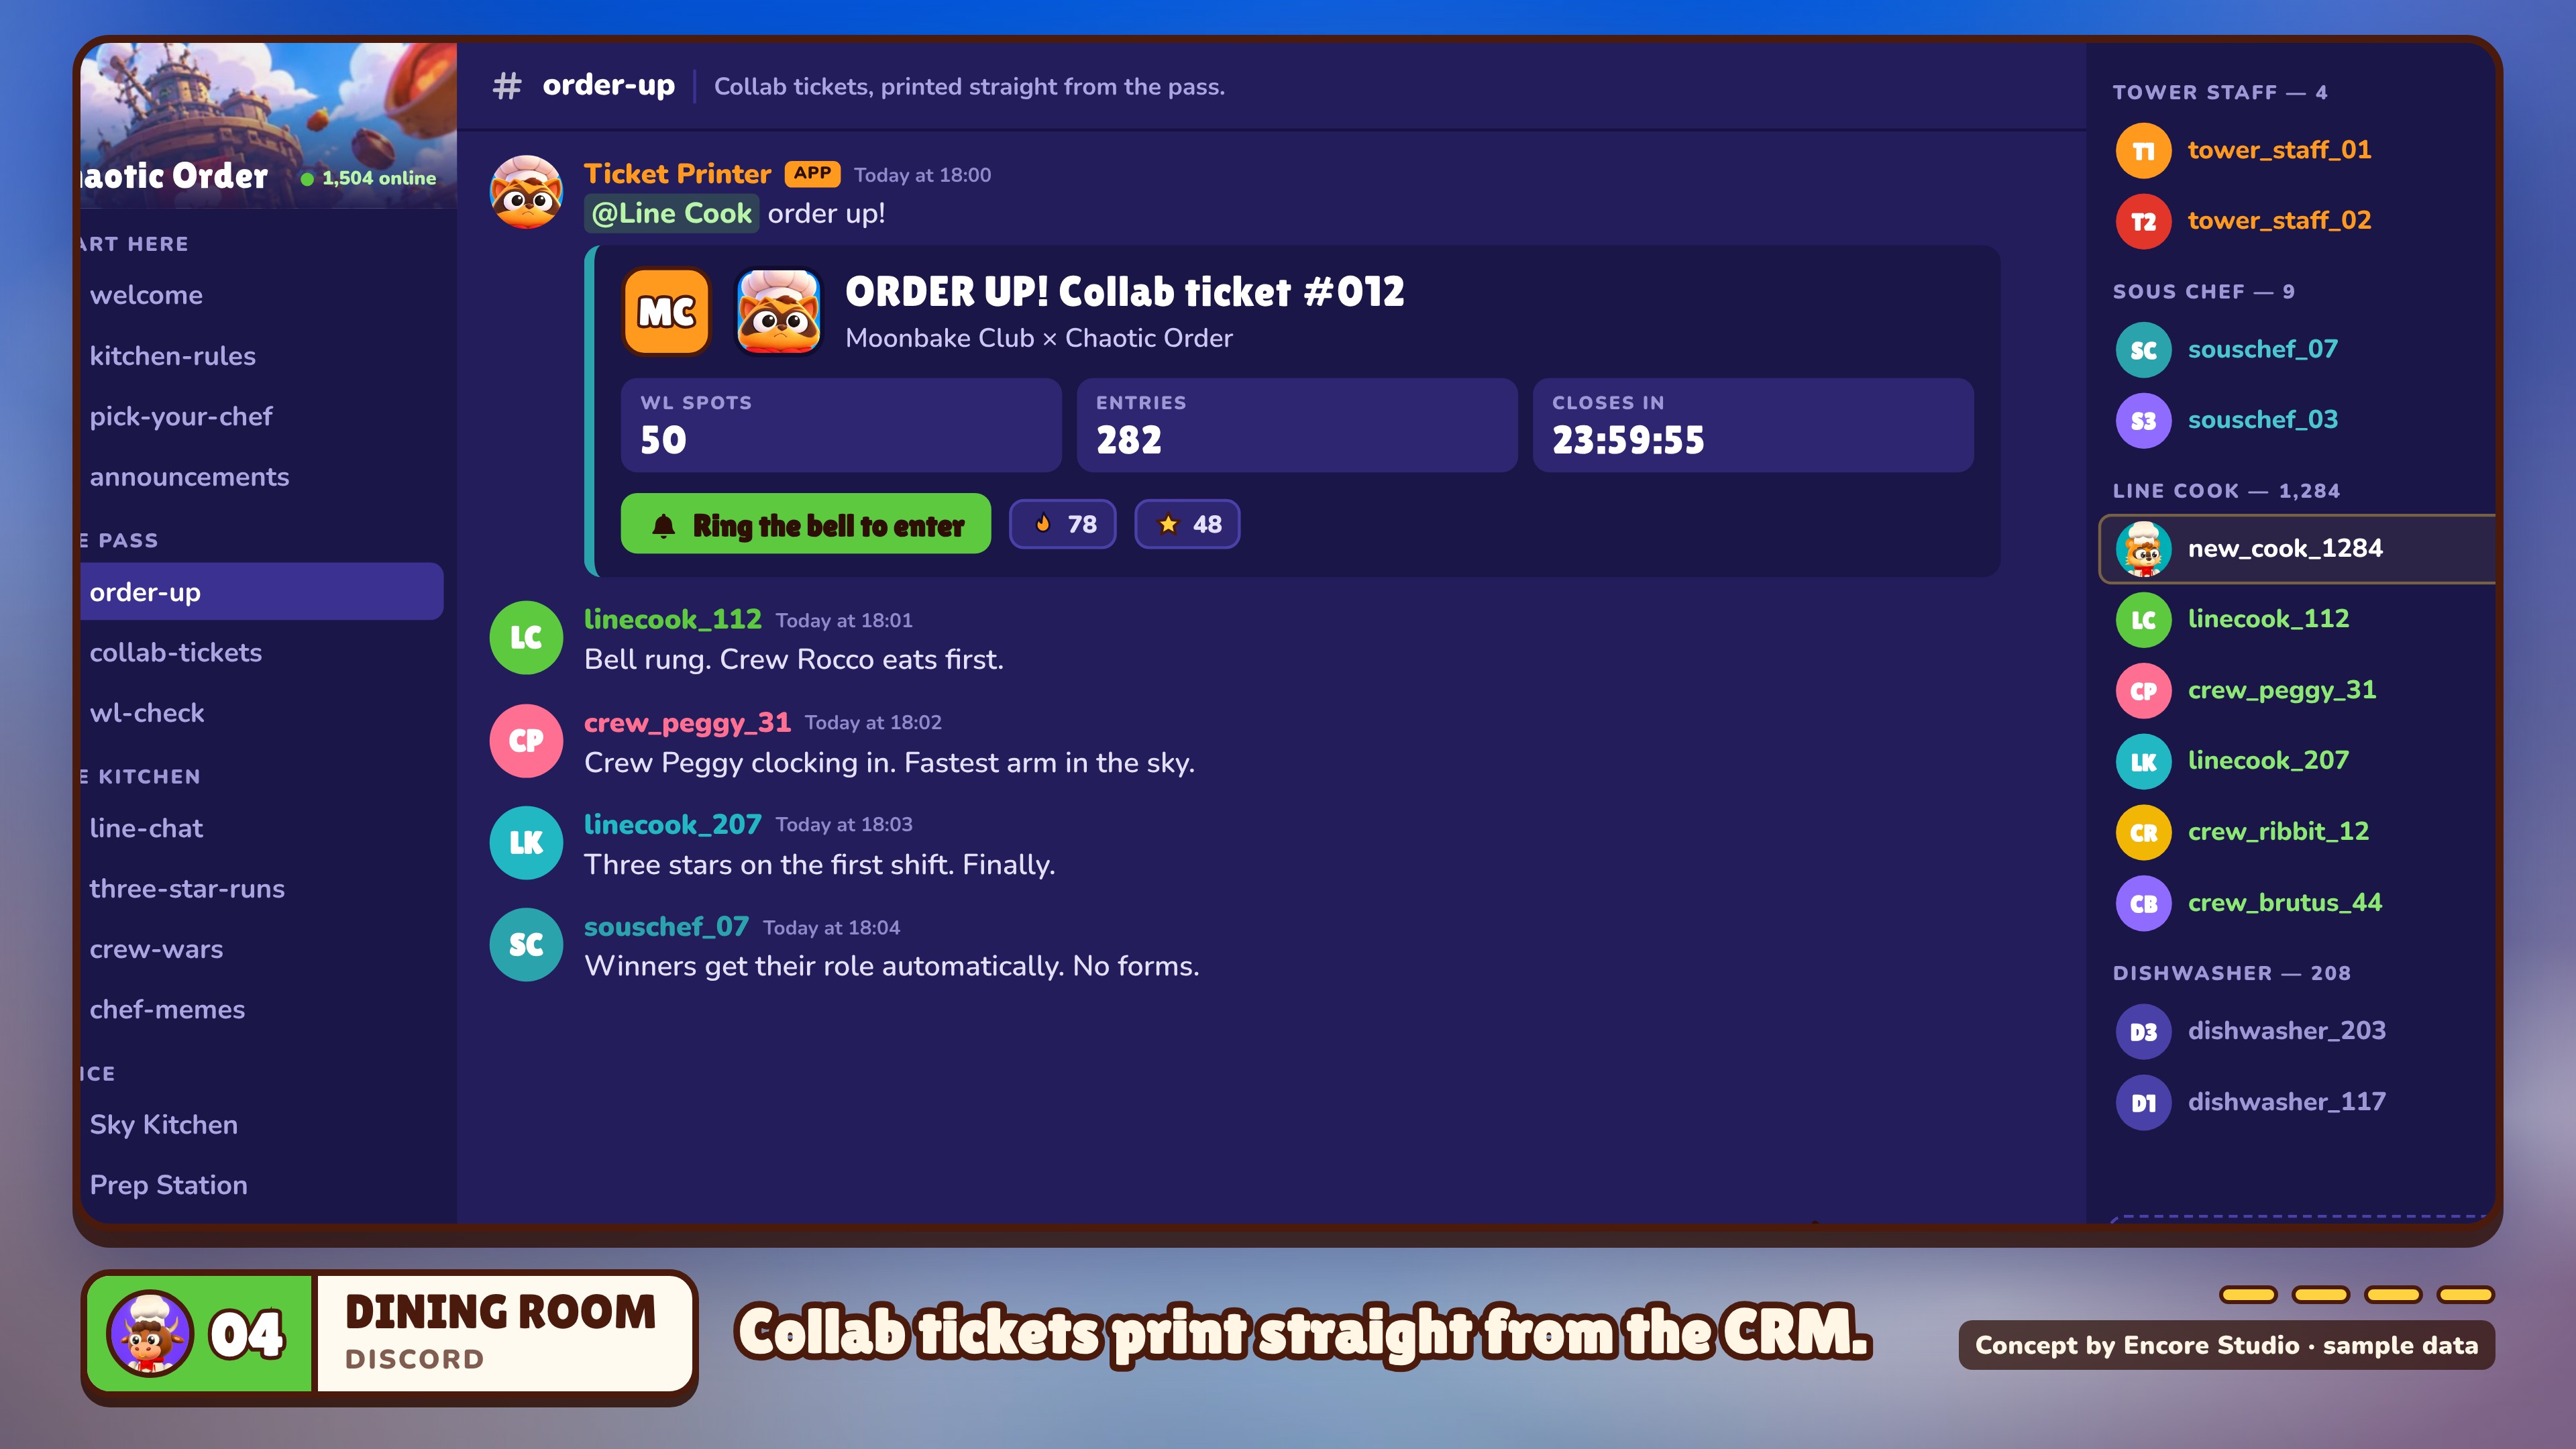 aotic Order
1,504 online
ART HERE
welcome
kitchen-rules
pick-your-chef
announcements
E PASS
order-up
collab-tickets
wl-check
E KITCHEN
line-chat
three-star-runs
crew-wars
chef-memes
ICE
Sky Kitchen
Prep Station
# order-up
Collab tickets, printed straight from the pass.
Ticket Printer APP Today at 18:00
@Line Cook order up!
MC
ORDER UP! Collab ticket #012
Moonbake Club × Chaotic Order
WL SPOTS
50
ENTRIES
282
CLOSES IN
23:59:55
Ring the bell to enter
78
48
LC
linecook_112 Today at 18:01
Bell rung. Crew Rocco eats first.
CP
crew_peggy_31 Today at 18:02
Crew Peggy clocking in. Fastest arm in the sky.
LK
linecook_207 Today at 18:03
Three stars on the first shift. Finally.
SC
souschef_07 Today at 18:04
Winners get their role automatically. No forms.
TOWER STAFF — 4
T1 tower_staff_01
T2 tower_staff_02
SOUS CHEF — 9
SC souschef_07
S3 souschef_03
LINE COOK — 1,284
new_cook_1284
LC linecook_112
CP crew_peggy_31
LK linecook_207
CR crew_ribbit_12
CB crew_brutus_44
DISHWASHER — 208
D3 dishwasher_203
D1 dishwasher_117
04
DINING ROOM
DISCORD
Collab tickets print straight from the CRM.
Concept by Encore Studio · sample data